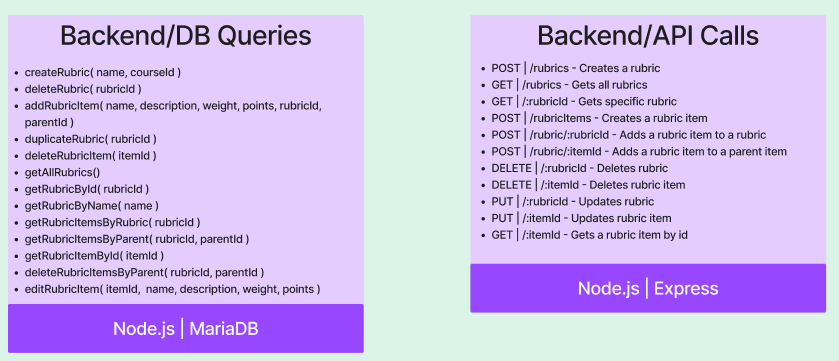 Backend/DB Queries
• createRubric( name, courseId )
• deleteRubric( rubricId )
• addRubricItem( name, description, weight, points, rubricId,
parentId )
• duplicateRubric( rubricId )
• deleteRubricItem( itemId )
• getAllRubrics()
• getRubricById( rubricId )
• getRubricByName( name )
• getRubricItemsByRubric( rubricId )
• getRubricItemsByParent( rubricId, parentId )
• getRubricItemById( itemId )
• deleteRubricItemsByParent( rubricId, parentId )
• editRubricItem( itemId,  name, description, weight, points )
Node.js | MariaDB
Backend/API Calls
• POST | /rubrics - Creates a rubric
• GET | /rubrics - Gets all rubrics
• GET | /:rubricId - Gets specific rubric
• POST | /rubricItems - Creates a rubric item
• POST | /rubric/:rubricId - Adds a rubric item to a rubric
• POST | /rubric/:itemId - Adds a rubric item to a parent item
• DELETE | /:rubricId - Deletes rubric
• DELETE | /:itemId - Deletes rubric item
• PUT | /:rubricId - Updates rubric
• PUT | /:itemId - Updates rubric item
• GET | /:itemId - Gets a rubric item by id
Node.js | Express